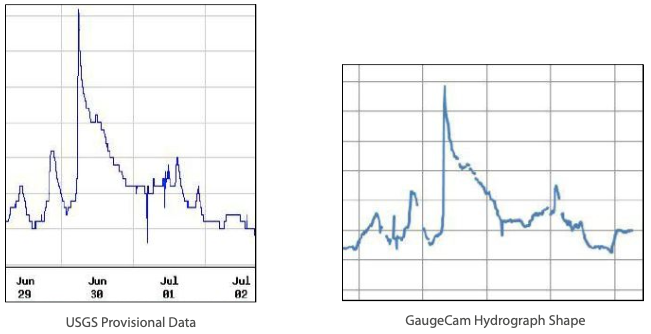 Jun Jun Jul Jul
29 30 01 02
USGS Provisional Data
GaugeCam Hydrograph Shape